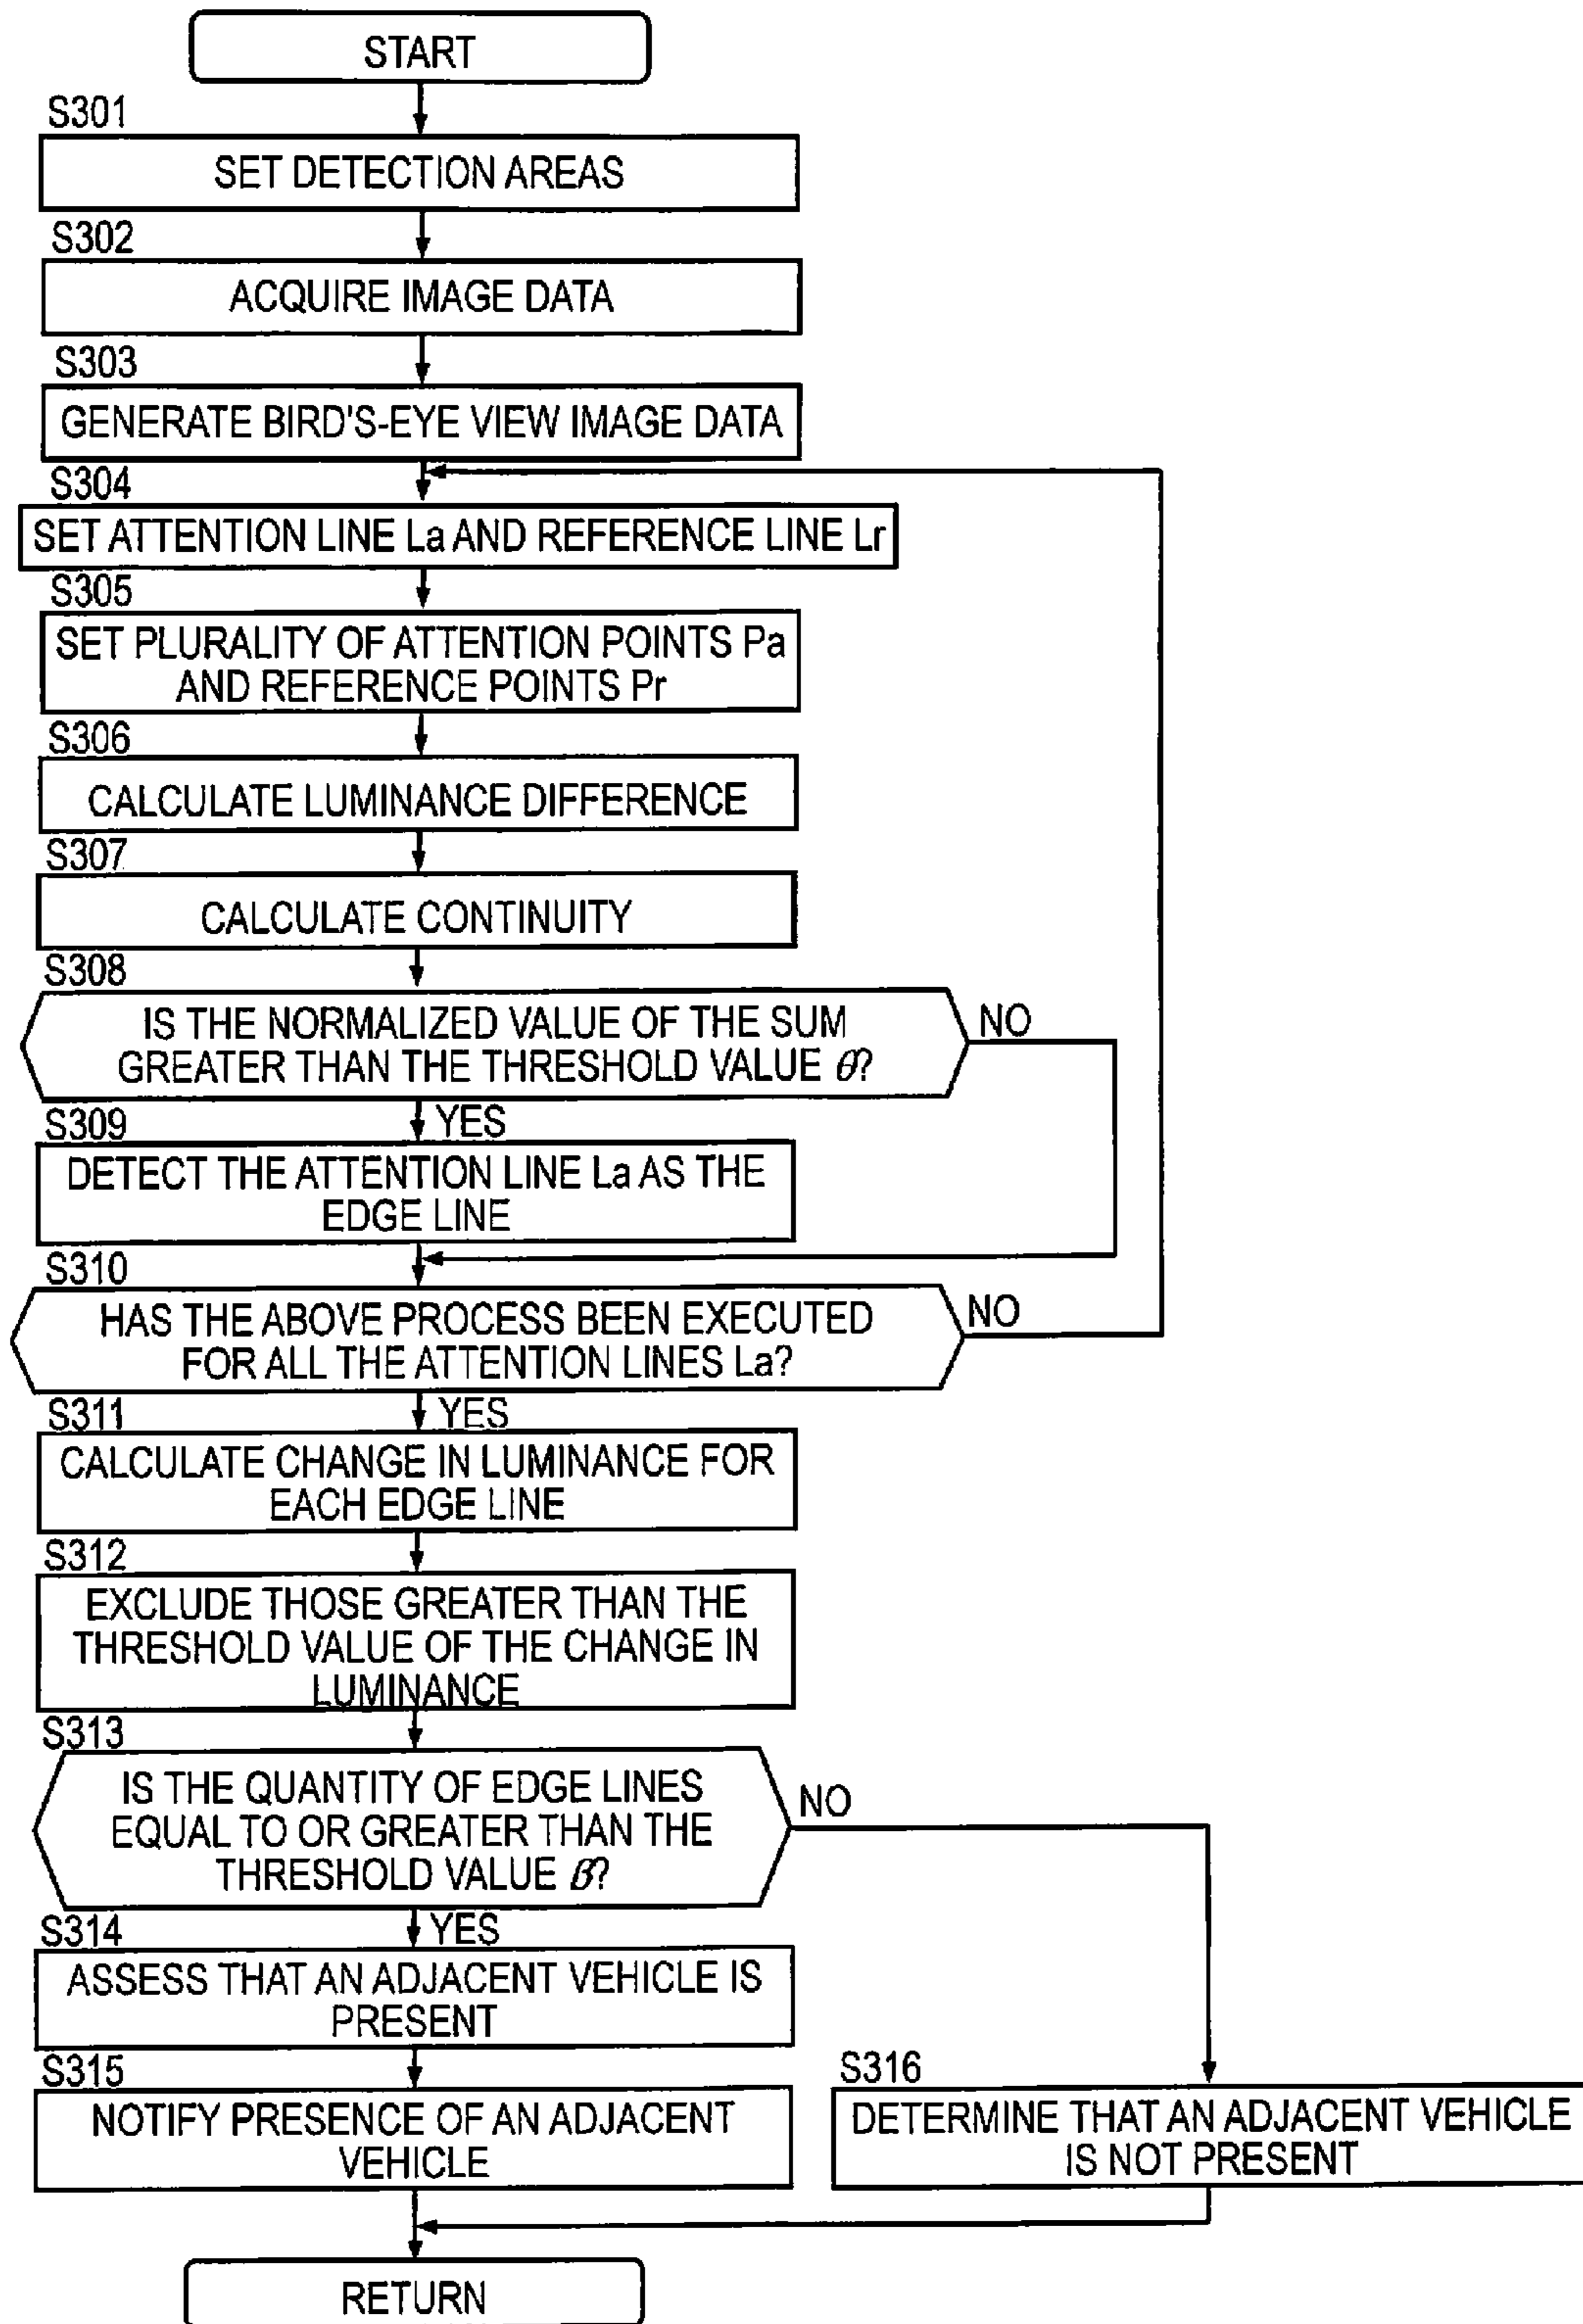 START
S301
SET DETECTION AREAS
S302
ACQUIRE IMAGE DATA
S303
GENERATE BIRD'S-EYE VIEW IMAGE DATA
S304
SET ATTENTION LINE La AND REFERENCE LINE Lr
S305
SET PLURALITY OF ATTENTION POINTS Pa
AND REFERENCE POINTS Pr
S306
CALCULATE LUMINANCE DIFFERENCE
S307
CALCULATE CONTINUITY
S308
IS THE NORMALIZED VALUE OF THE SUM
GREATER THAN THE THRESHOLD VALUE θ?
NO
YES
S309
DETECT THE ATTENTION LINE La AS THE
EDGE LINE
S310
HAS THE ABOVE PROCESS BEEN EXECUTED
FOR ALL THE ATTENTION LINES La?
NO
YES
S311
CALCULATE CHANGE IN LUMINANCE FOR
EACH EDGE LINE
S312
EXCLUDE THOSE GREATER THAN THE
THRESHOLD VALUE OF THE CHANGE IN
LUMINANCE
S313
IS THE QUANTITY OF EDGE LINES
EQUAL TO OR GREATER THAN THE
THRESHOLD VALUE β?
NO
YES
S314
ASSESS THAT AN ADJACENT VEHICLE IS
PRESENT
S315
NOTIFY PRESENCE OF AN ADJACENT
VEHICLE
S316
DETERMINE THAT AN ADJACENT VEHICLE
IS NOT PRESENT
RETURN